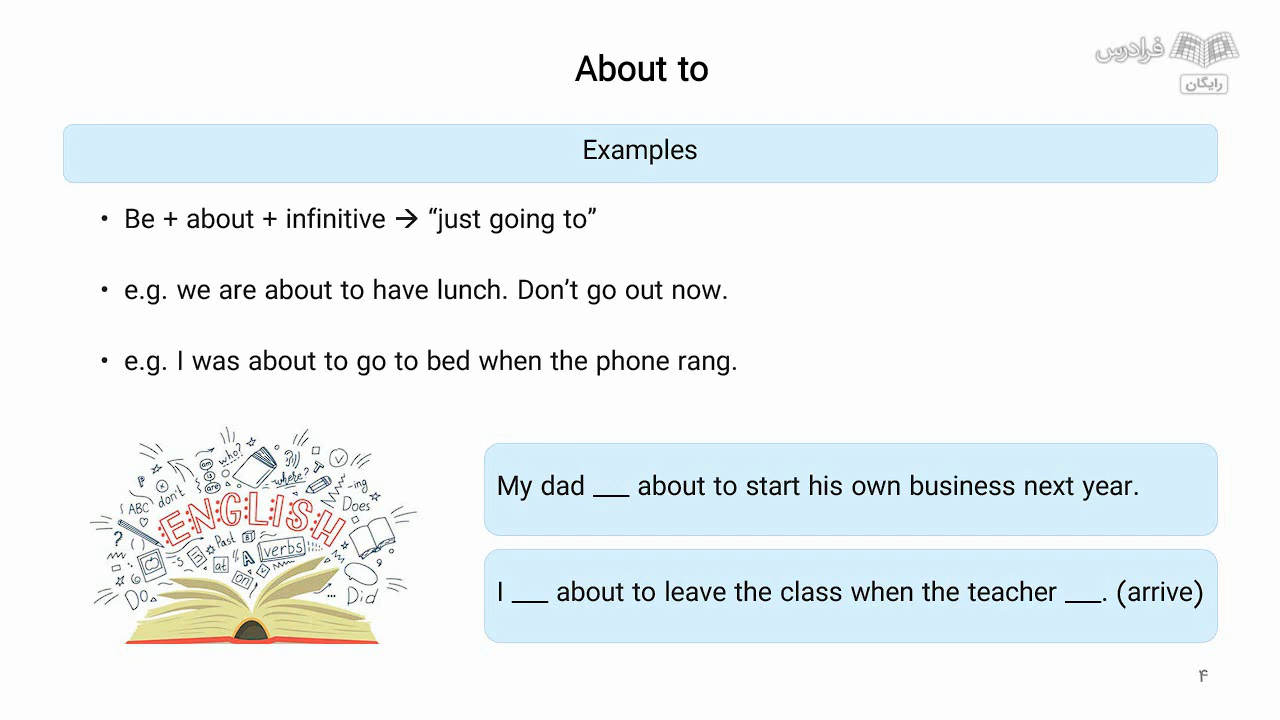 فرادرس
رایگان
About to
Examples
• Be + about + infinitive → “just going to”
• e.g. we are about to have lunch. Don’t go out now.
• e.g. I was about to go to bed when the phone rang.
who?
am
is
are
where?
don't
-ing
ABC
Does
ENGLISH
?
Past
verbs
-s
at
A
on
Do
Did
My dad ___ about to start his own business next year.
I ___ about to leave the class when the teacher ___. (arrive)
۴